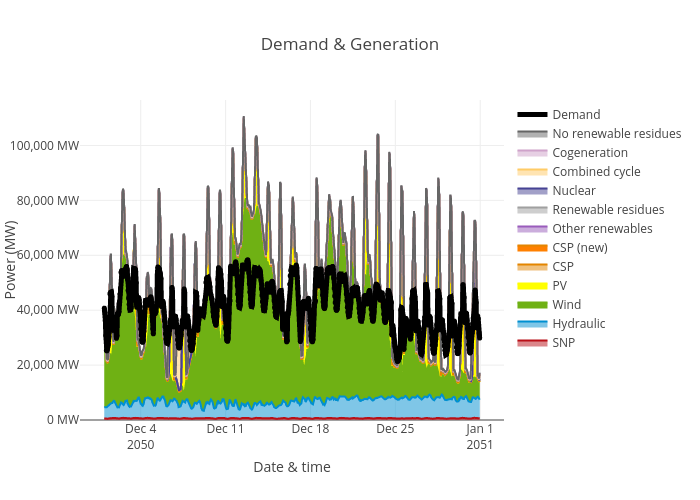 Demand & Generation
Power (MW)
100,000 MW
80,000 MW
60,000 MW
40,000 MW
20,000 MW
0 MW
Dec 4
2050
Dec 11
Dec 18
Dec 25
Jan 1
2051
Date & time
Demand
No renewable residues
Cogeneration
Combined cycle
Nuclear
Renewable residues
Other renewables
CSP (new)
CSP
PV
Wind
Hydraulic
SNP